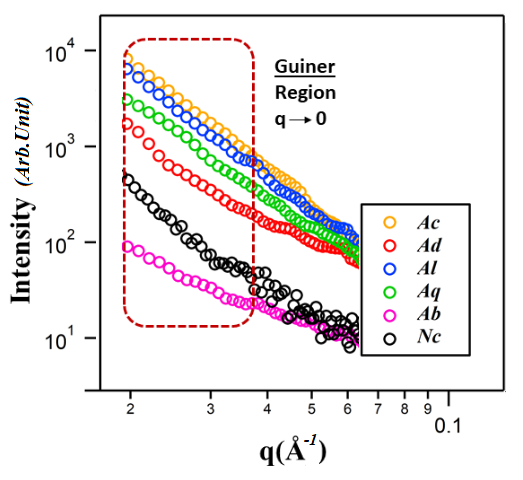 10⁴
10³
10²
10¹
Intensity (Arb.Unit)
Guiner
Region
q→0
Ac
Ad
Al
Aq
Ab
Nc
2 3 4 5 6 7 8 9 0.1
q(Å⁻¹)